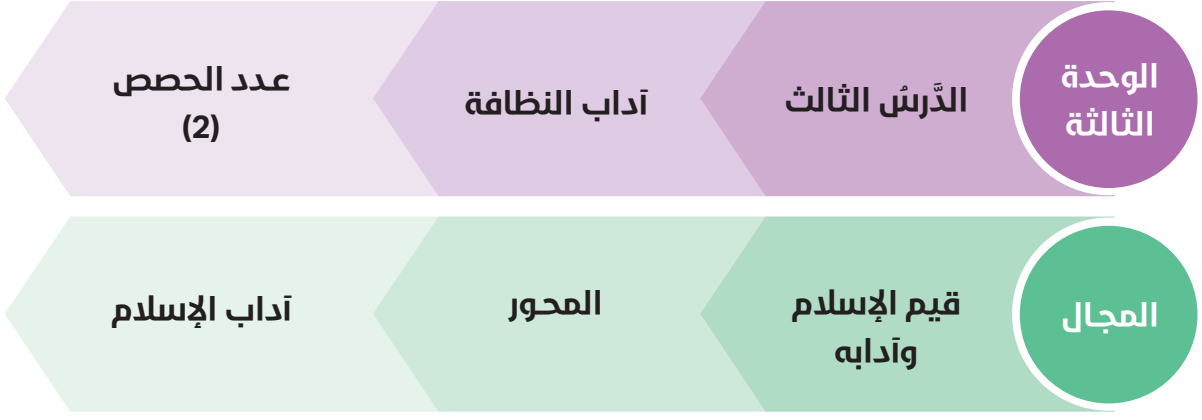 الوحدة
الثالثة
الدَّرسُ الثالث
آداب النظافة
عدد الحصص
(2)
المجال
قيم الإسلام
وآدابه
المحور
آداب الإسلام